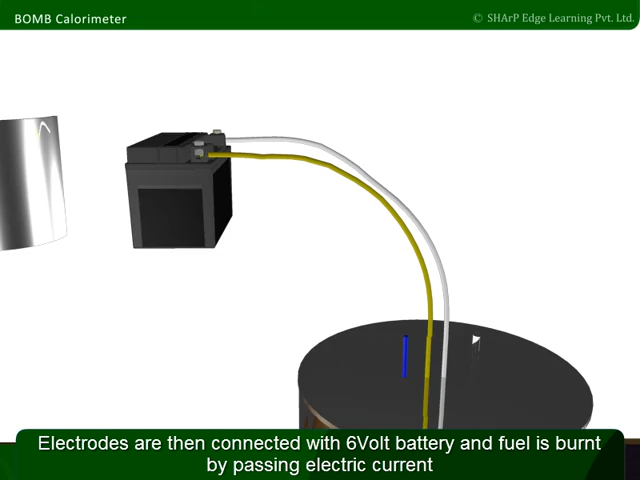 BOMB Calorimeter
© SHArP Edge Learning Pvt. Ltd.
Electrodes are then connected with 6Volt battery and fuel is burnt
by passing electric current